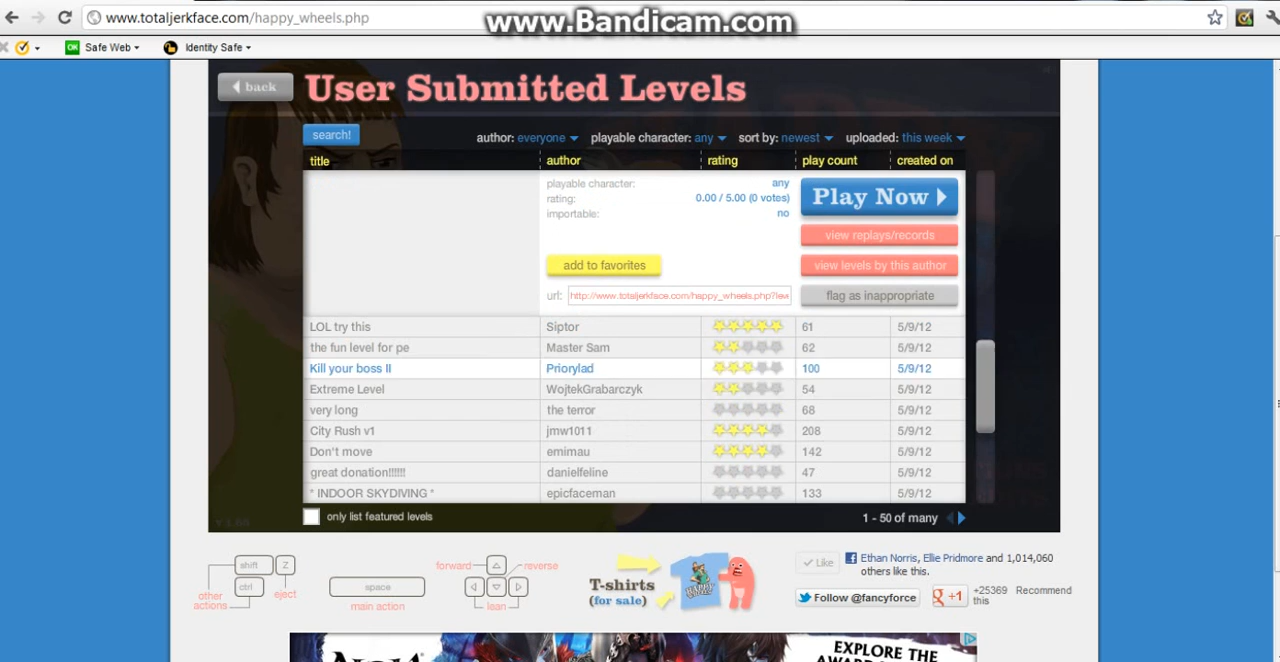 www.totaljerkface.com/happy_wheels.php
www.Bandicam.com
Safe Web
Identity Safe
back
User Submitted Levels
search!
author: everyone playable character: any sort by: newest uploaded: this week
title author rating play count created on
playable character: any
rating: 0.00 / 5.00 (0 votes)
importable: no
Play Now
view replays/records
add to favorites
view levels by this author
url: http://www.totaljerkface.com/happy_wheels.php?lev
flag as inappropriate
LOL try this Siptor 61 5/9/12
the fun level for pe Master Sam 62 5/9/12
Kill your boss II Priorylad 100 5/9/12
Extreme Level WojtekGrabarczyk 54 5/9/12
very long the terror 68 5/9/12
City Rush v1 jmw1011 208 5/9/12
Don't move emimau 142 5/9/12
great donation!!!!!! danielfeline 47 5/9/12
* INDOOR SKYDIVING * epicfaceman 133 5/9/12
only list featured levels
1 - 50 of many
shift Z
ctrl
other actions
eject
space
main action
forward reverse
lean
T-shirts
(for sale)
Like
Ethan Norris, Ellie Pridmore and 1,014,060
others like this.
Follow @fancyforce
+1
+25369 Recommend
this
EXPLORE THE